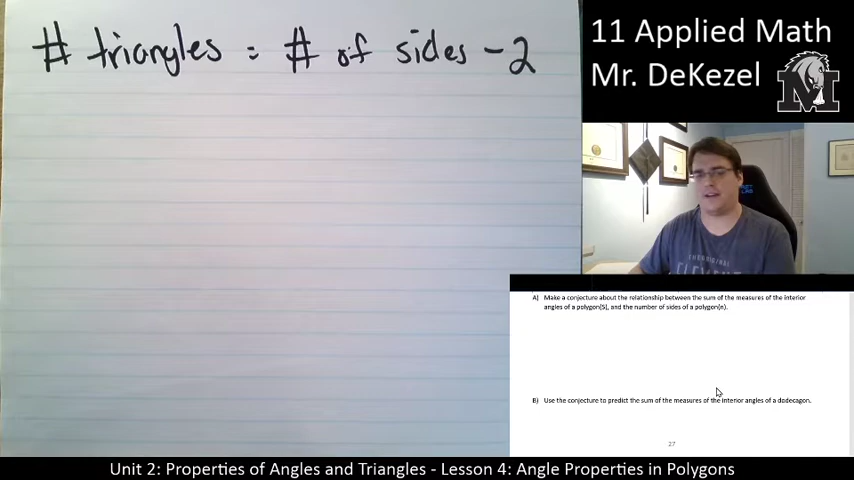 # triangles = # of sides - 2
11 Applied Math
Mr. DeKezel
M
A) Make a conjecture about the relationship between the sum of the measures of the interior
angles of a polygon(S), and the number of sides of a polygon(n).
B) Use the conjecture to predict the sum of the measures of the interior angles of a dodecagon.
27
Unit 2: Properties of Angles and Triangles - Lesson 4: Angle Properties in Polygons